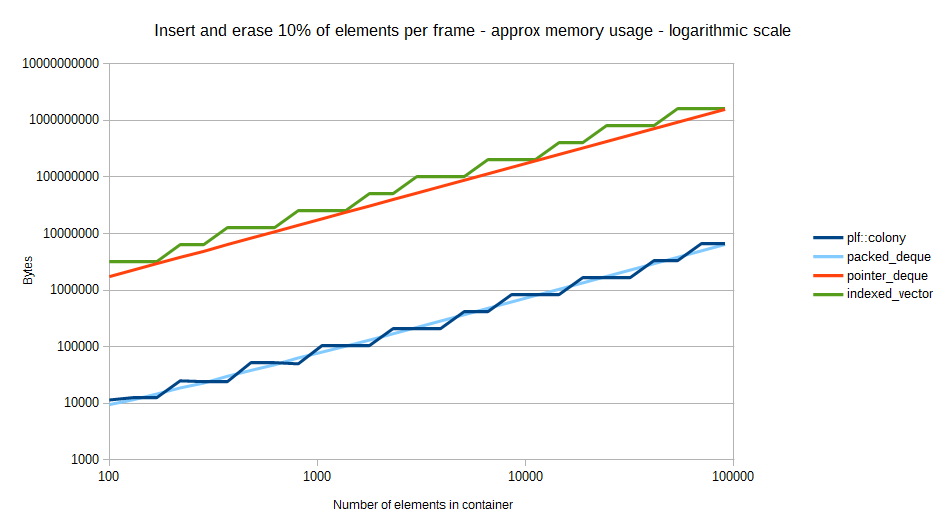 Insert and erase 10% of elements per frame - approx memory usage - logarithmic scale
10000000000
1000000000
100000000
10000000
1000000
100000
10000
1000
Bytes
100
1000
10000
100000
Number of elements in container
plf::colony
packed_deque
pointer_deque
indexed_vector